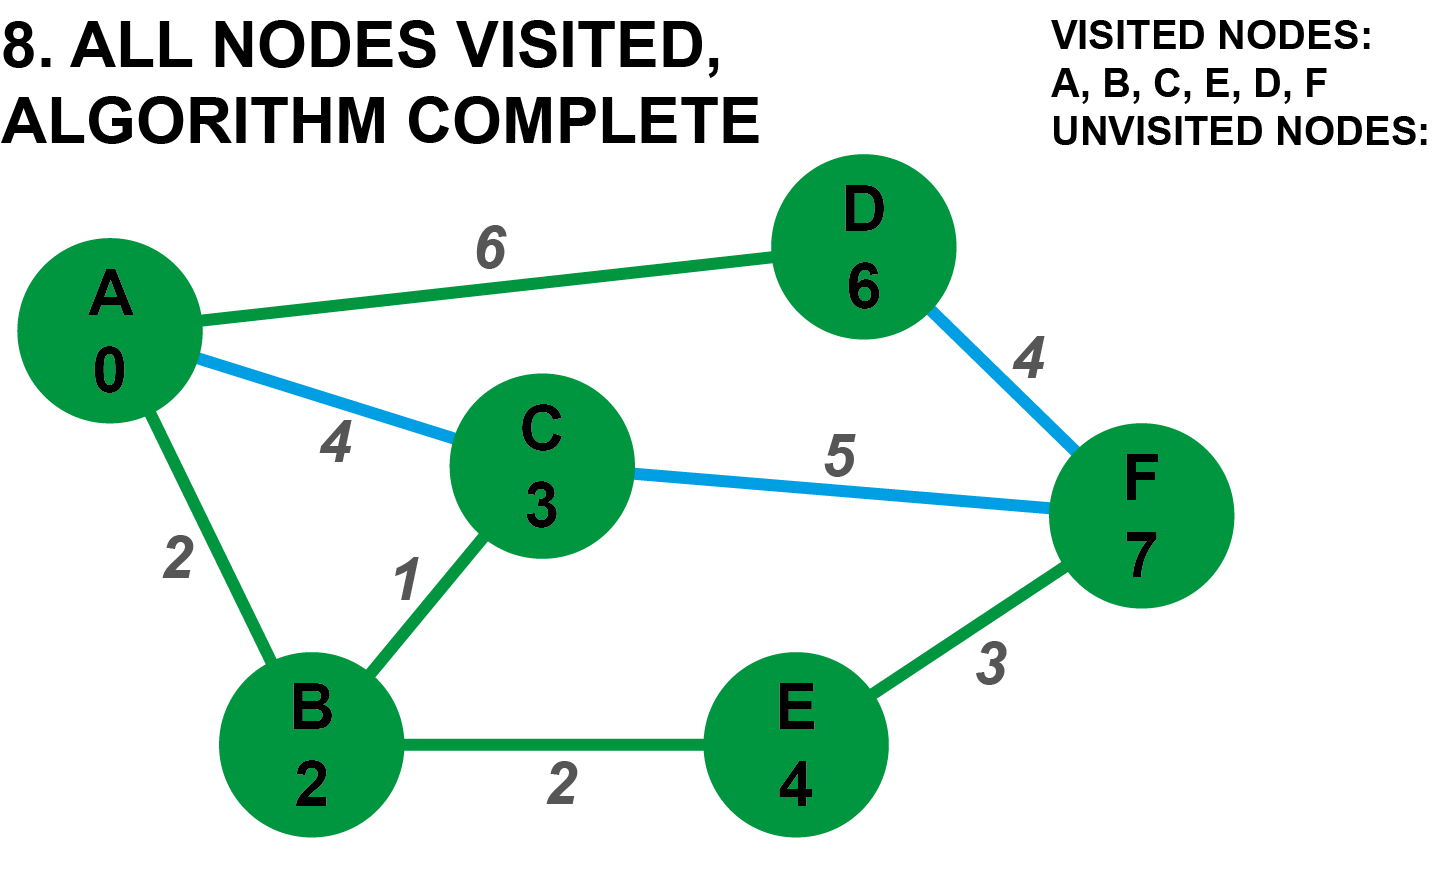 8. ALL NODES VISITED,
ALGORITHM COMPLETE
VISITED NODES:
A, B, C, E, D, F
UNVISITED NODES:
D
6
6
A
0
4
4
C
3
5
F
7
2
1
3
B
2
E
4
2